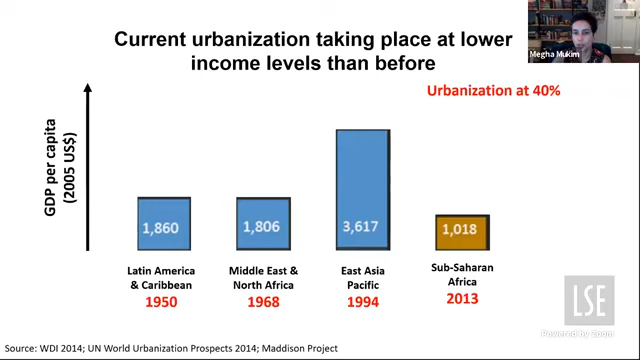 Current urbanization taking place at lower
income levels than before
Megha Mukim
Urbanization at 40%
GDP per capita
(2005 US$)
1,860
1,806
3,617
1,018
Latin America
& Caribbean
1950
Middle East &
North Africa
1968
East Asia
Pacific
1994
Sub-Saharan
Africa
2013
LSE
Powered by Zoom
Source: WDI 2014; UN World Urbanization Prospects 2014; Maddison Project